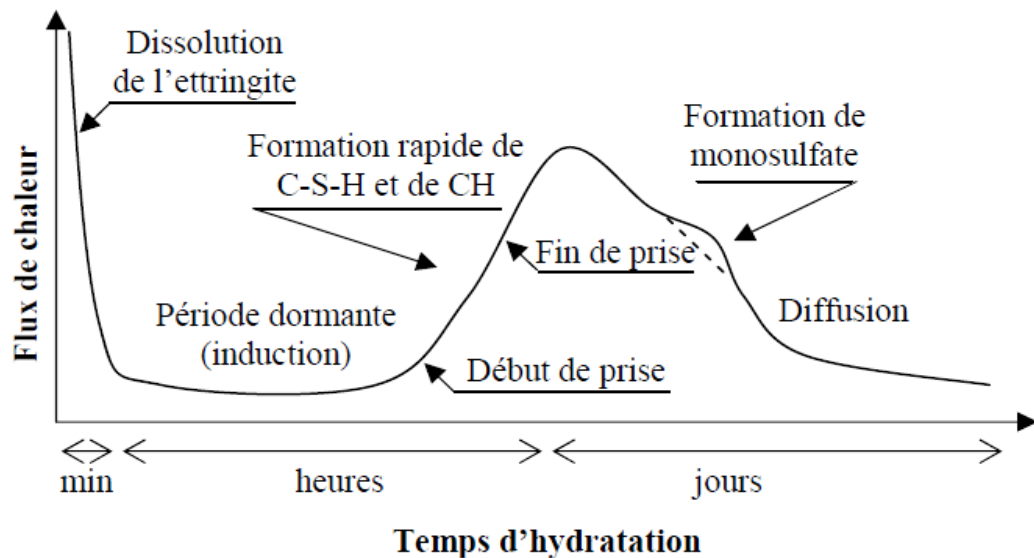 Dissolution
de l'ettringite
Formation rapide de
C-S-H et de CH
Formation de
monosulfate
Fin de prise
Période dormante
(induction)
Début de prise
Diffusion
Flux de chaleur
min
heures
jours
Temps d'hydratation